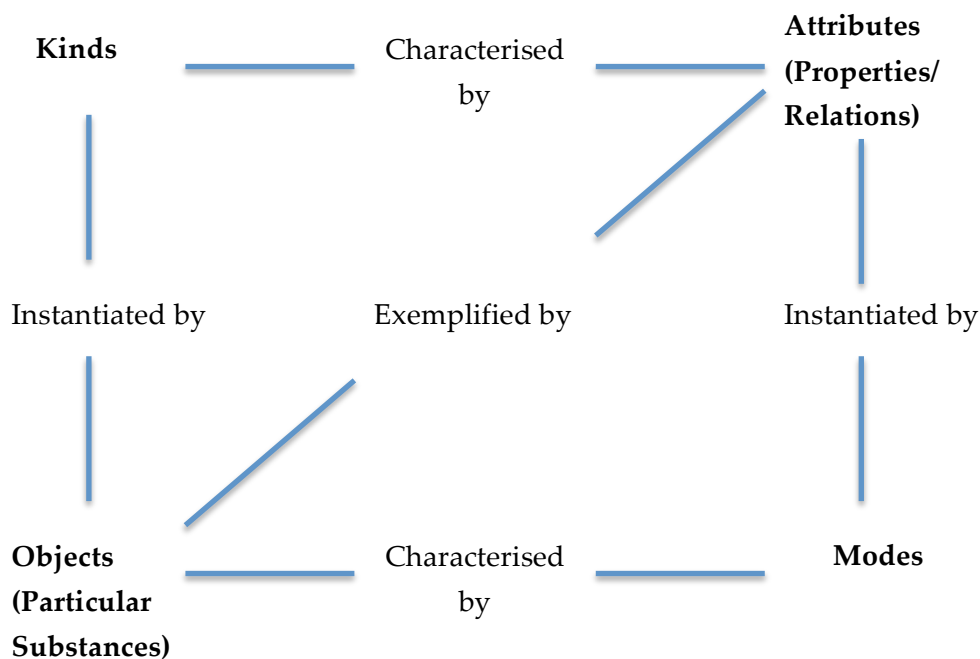 Kinds
Characterised
by
Attributes
(Properties/
Relations)
Instantiated by
Exemplified by
Instantiated by
Objects
(Particular
Substances)
Characterised
by
Modes